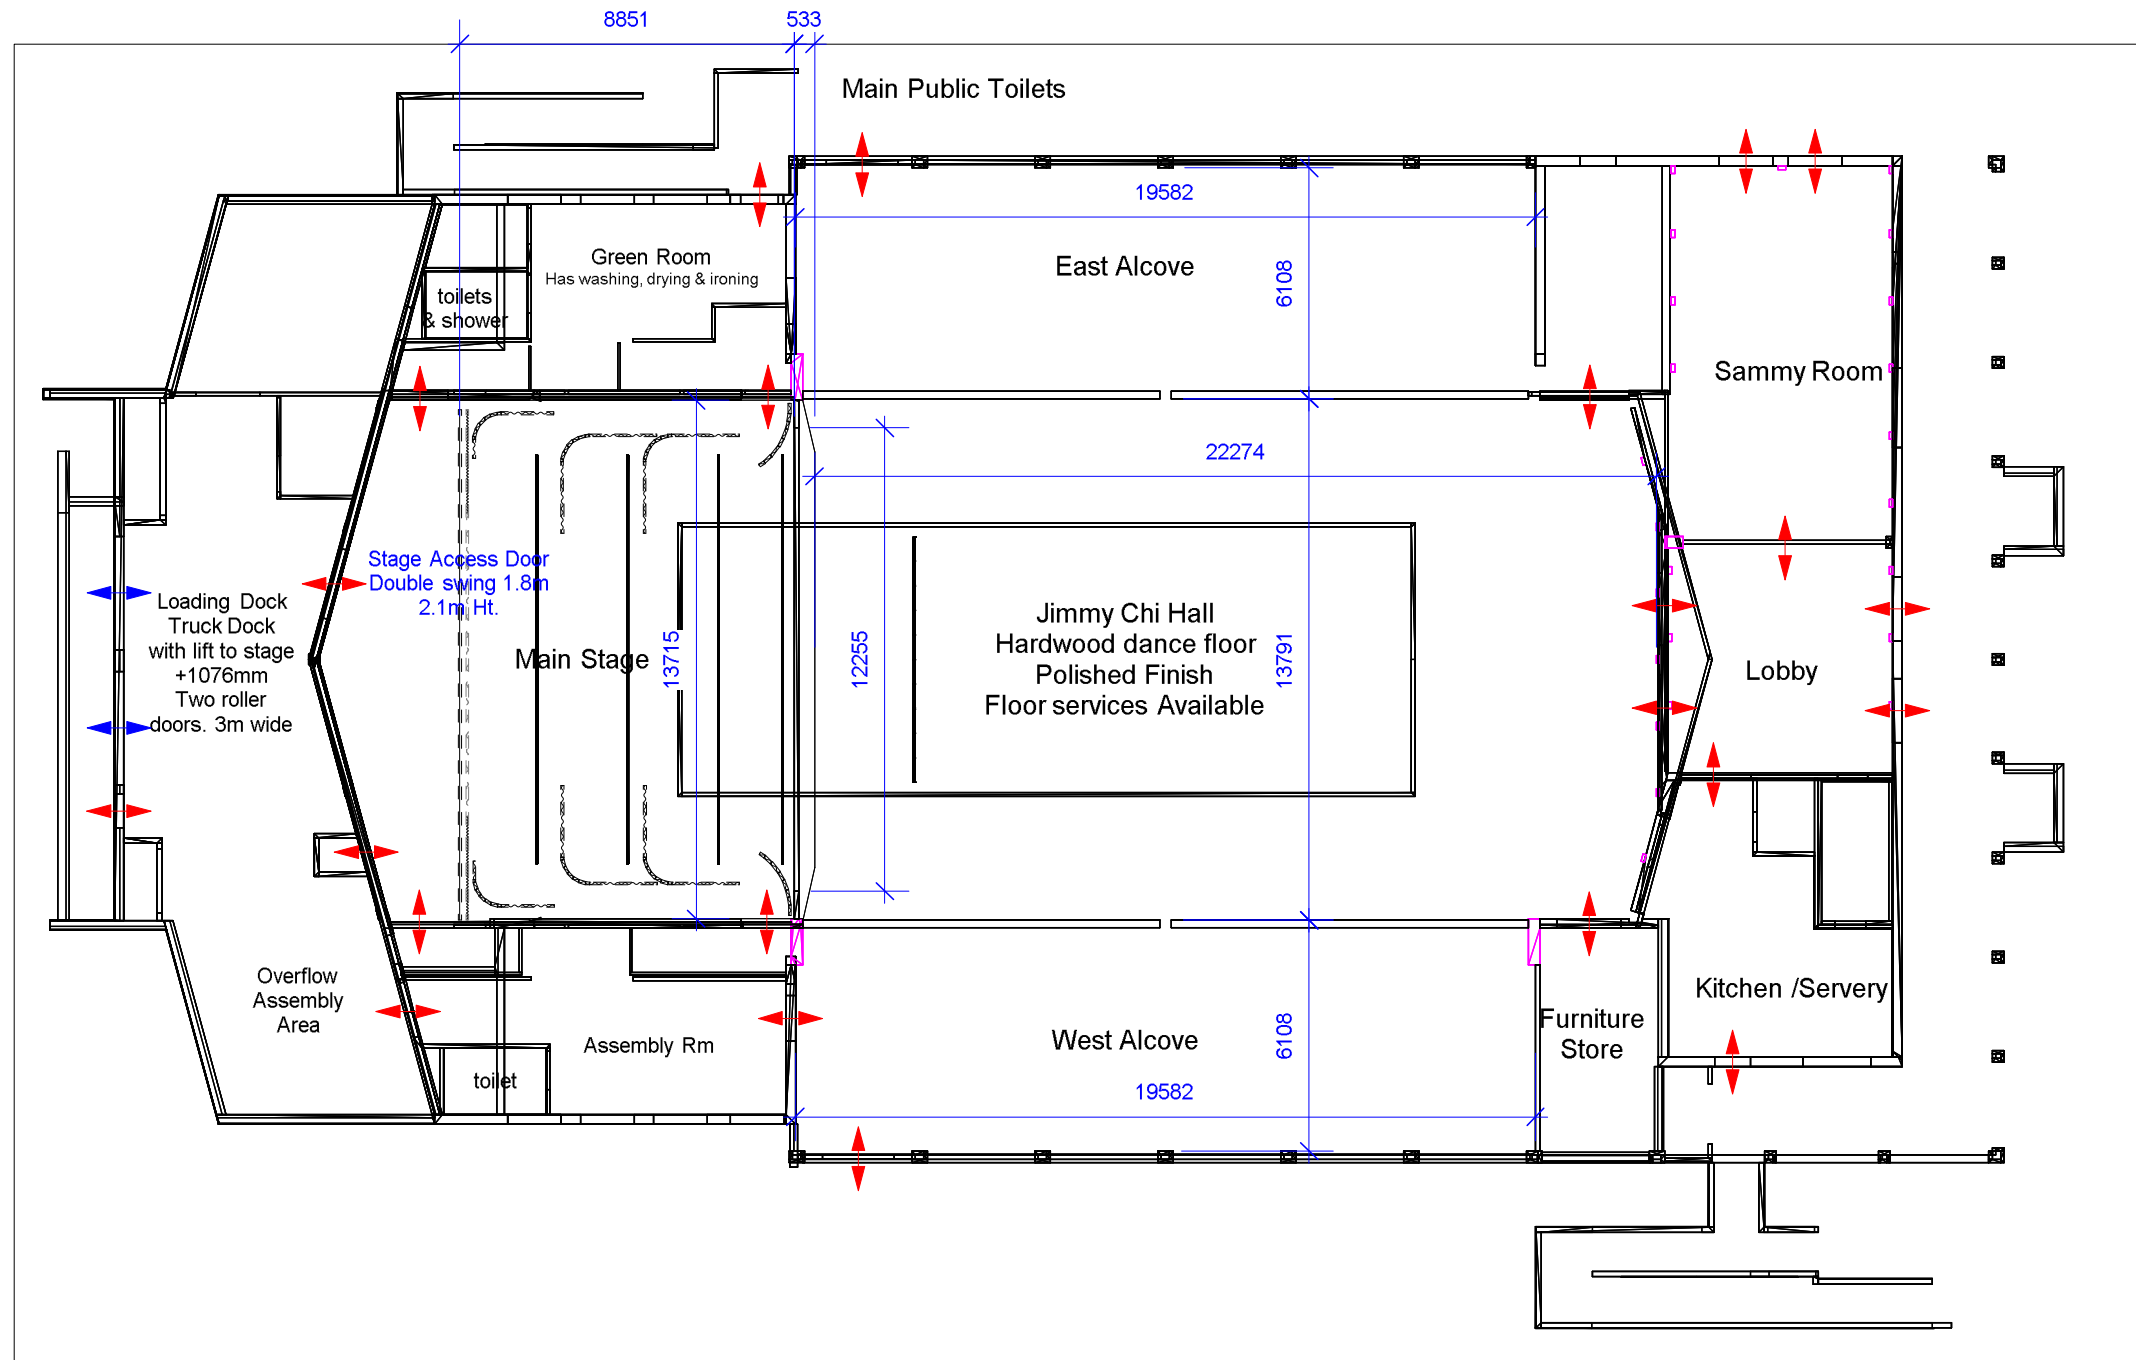 8851
533
Main Public Toilets
19582
Green Room
Has washing, drying & ironing
East Alcove
6108
toilets
& shower
Sammy Room
22274
Stage Access Door
Double swing 1.8m
2.1m Ht.
Loading Dock
Truck Dock
with lift to stage
+1076mm
Two roller
doors. 3m wide
Main Stage
13715
12255
Jimmy Chi Hall
Hardwood dance floor
Polished Finish
Floor services Available
13791
Lobby
Overflow
Assembly
Area
Assembly Rm
toilet
West Alcove
6108
19582
Furniture
Store
Kitchen /Servery